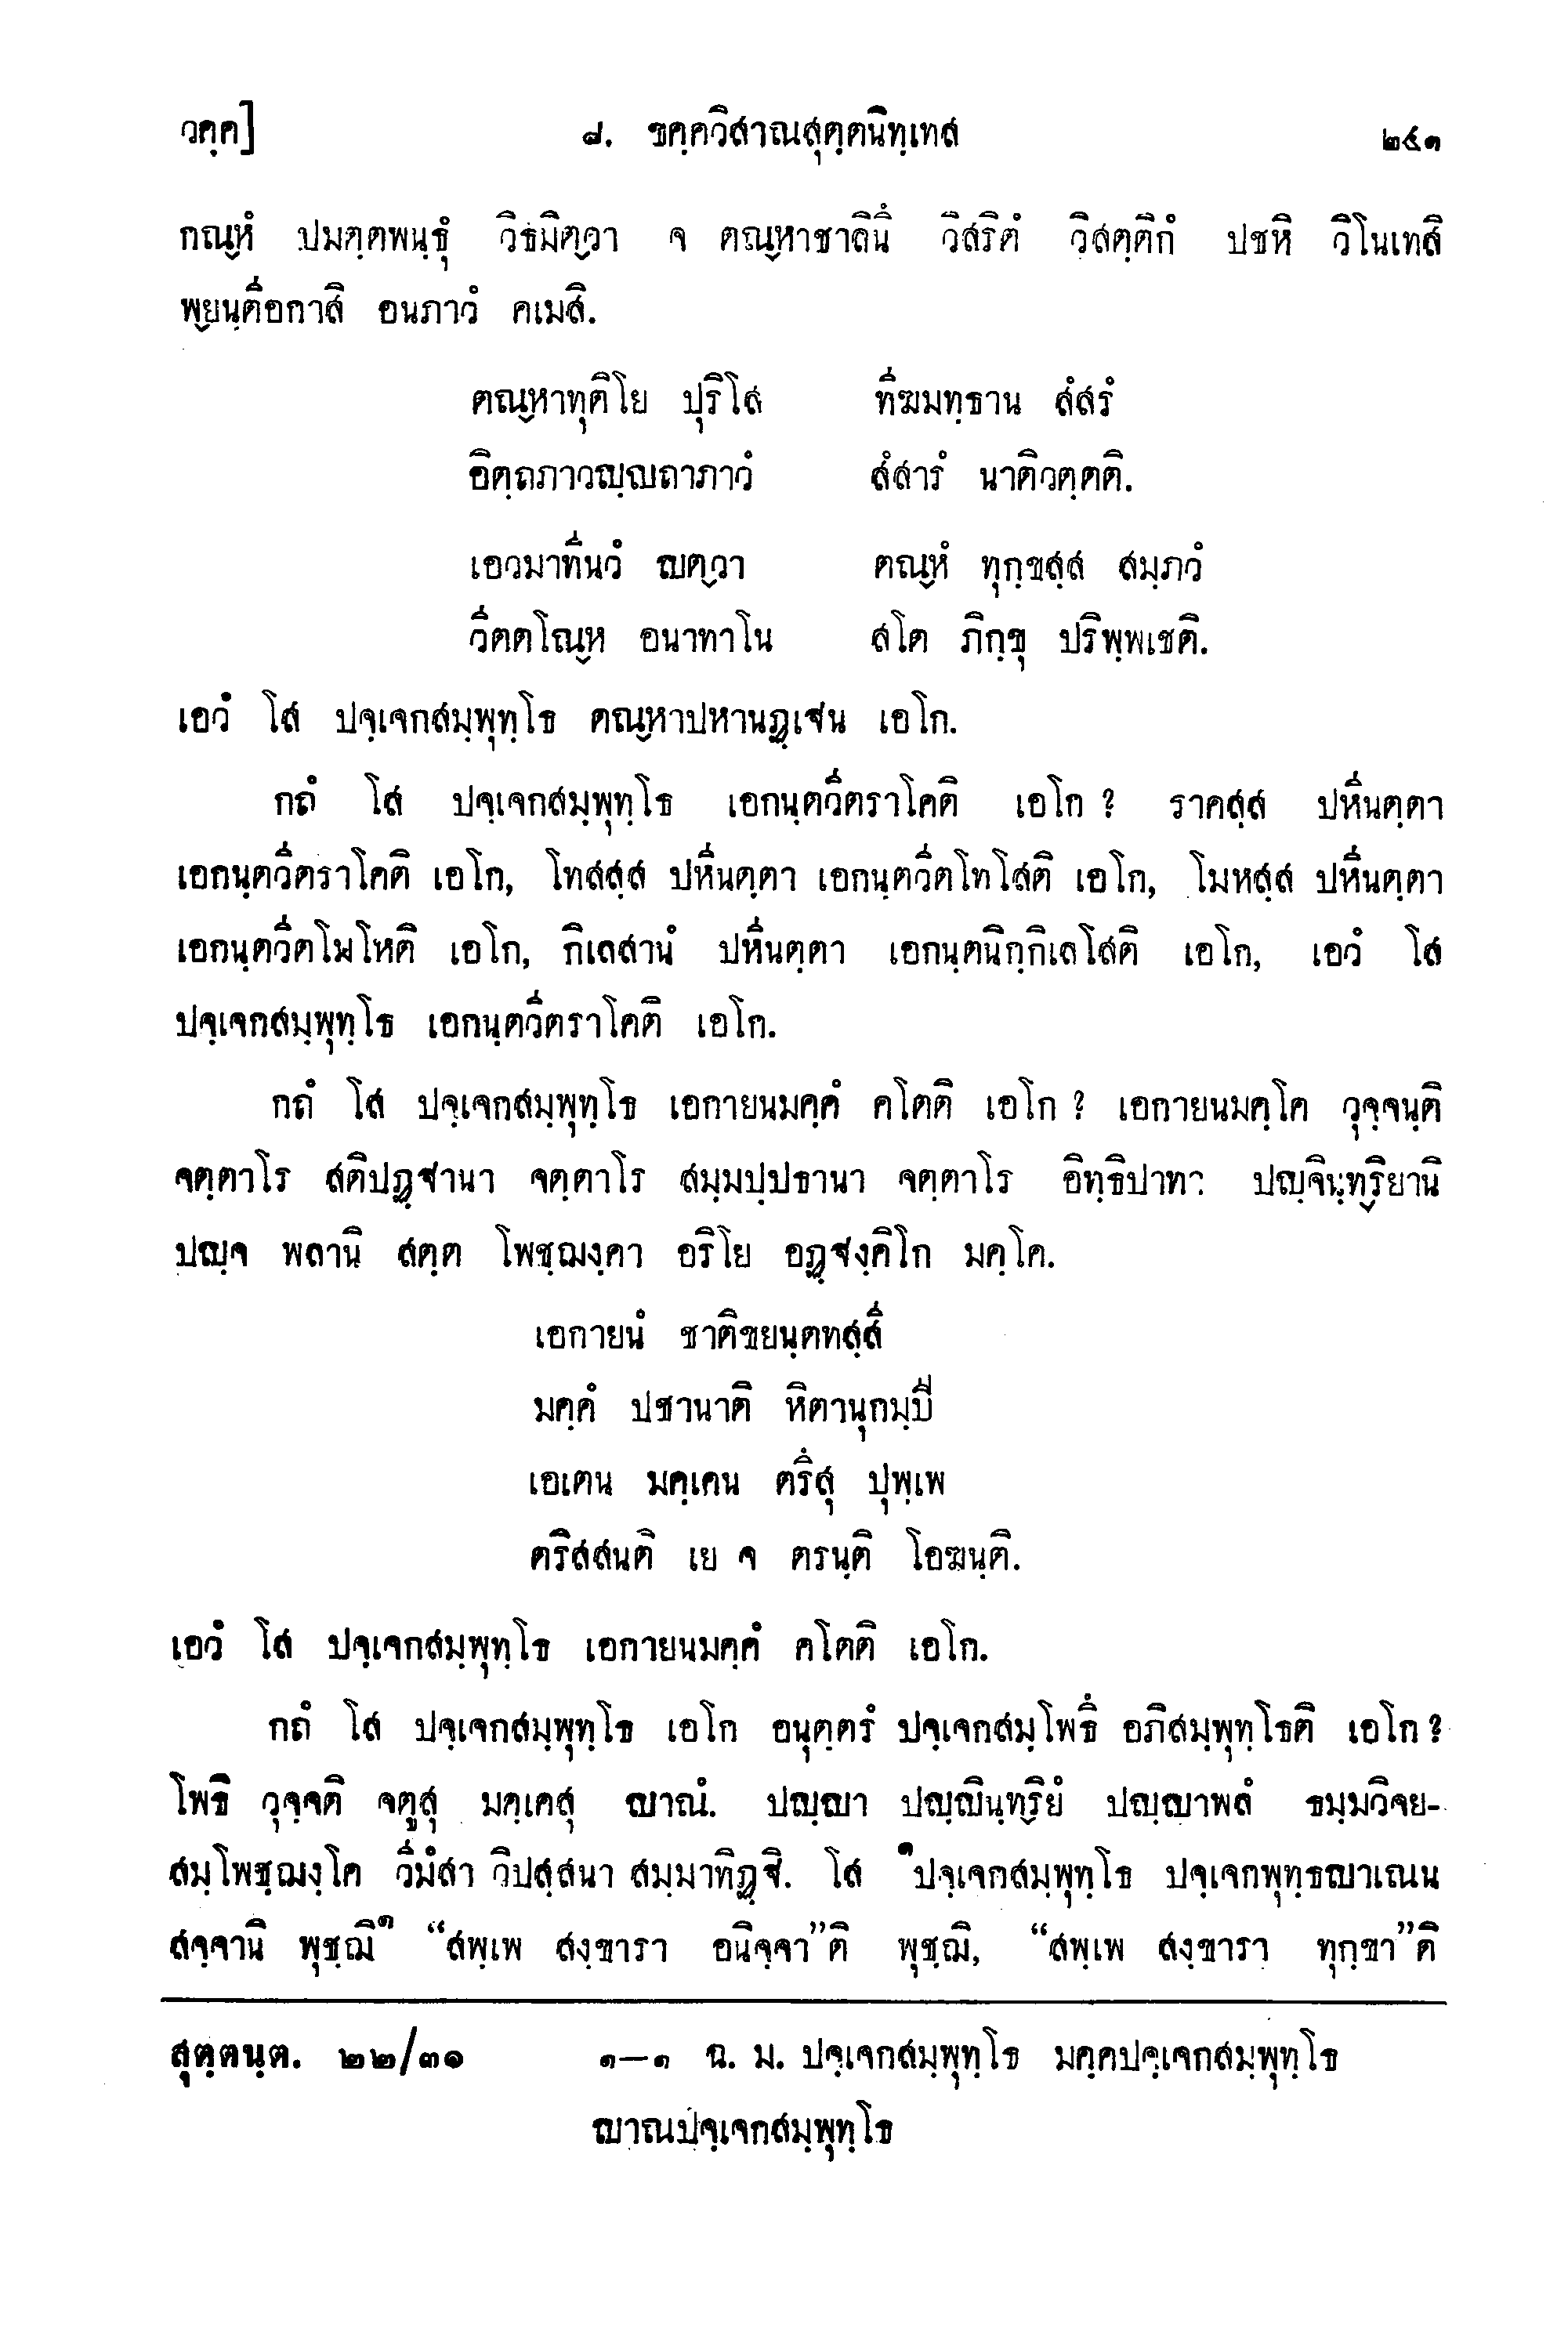 วคฺค]	๘. ขคฺควิสาณสุตฺตนิทฺเทส	๒๔๑
กณฺหํ ปมตฺตพนฺธุํ วิธมิตฺวา จ ตณฺหาชาลินึ วิสริตํ วิสตฺติกํ ปชหิ วิโนเทสิ
พฺยนฺตีอกาสิ อนภาวํ คเมสิ.
ตณฺหาทุติโย ปุริโส	ทีฆมทฺธาน สํสรํ
อิตฺถภาวญฺญถาภาวํ	สํสารํ นาติวตฺตติ.
เอวมาทีนวํ ญตฺวา	ตณฺหํ ทุกฺขสฺส สมฺภวํ
วีตตโณฺห อนาทาโน	สโต ภิกฺขุ ปริพฺพเชติ.
เอวํ โส ปจฺเจกสมฺพุทฺโธ ตณฺหาปหานฏฺเฐน เอโก.
กถํ โส ปจฺเจกสมฺพุทฺโธ เอกนฺตวีตราโคติ เอโก ? ราคสฺส ปหีนตฺตา
เอกนฺตวีตราโคติ เอโก, โทสสฺส ปหีนตฺตา เอกนฺตวีตโทโสติ เอโก, โมหสฺส ปหีนตฺตา
เอกนฺตวีตโมโหติ เอโก, กิเลสานํ ปหีนตฺตา เอกนฺตนิกฺกิเลโสติ เอโก, เอวํ โส
ปจฺเจกสมฺพุทฺโธ เอกนฺตวีตราโคติ เอโก.
กถํ โส ปจฺเจกสมฺพุทฺโธ เอกายนมคฺคํ คโตติ เอโก ? เอกายนมคฺโค วุจฺจนฺติ
จตฺตาโร สติปฏฺฐานา จตฺตาโร สมฺมปฺปธานา จตฺตาโร อิทฺธิปาทา ปญฺจินฺทฺริยานิ
ปญฺจ พลานิ สตฺต โพชฺฌงฺคา อริโย อฏฺฐงฺคิโก มคฺโค.
เอกายนํ ชาติขยนฺตทสฺสี
มคฺคํ ปชานาติ หิตานุกมฺปี
เอเตน มคฺเคน ตรึสุ ปุพฺเพ
ตริสสนติ เย จ ตรนฺติ โอฆนฺติ.
เอวํ โส ปจฺเจกสมฺพุทฺโธ เอกายนมคฺคํ คโตติ เอโก.
กถํ โส ปจฺเจกสมฺพุทฺโธ เอโก อนุตฺตรํ ปจฺเจกสมฺโพธึ อภิสมฺพุทฺโธติ เอโก ?
โพธิ วุจฺจติ จตูสุ มคฺเคสุ ญาณํ. ปญฺญา ปญฺญินฺทฺริยํ ปญฺญาพลํ ธมฺมวิจย-
สมฺโพชฺฌงฺโค วีมํสา วิปสฺสนา สมฺมาทิฏฺฐิ. โส ๑ปจฺเจกสมฺพุทฺโธ ปจฺเจกพุทฺธญาเณน
สจฺจานิ พุชฺฌิ๑ “สพฺเพ สงฺขารา อนิจฺจา”ติ พุชฺฌิ, “สพฺเพ สงฺขารา ทุกฺขา”ติ
สุตฺตนฺต. ๒๒/๓๑	๑—๑ ฉ. ม. ปจฺเจกสมฺพุทฺโธ มคฺคปจฺเจกสมฺพุทฺโธ
ญาณปจฺเจกสมฺพุทฺโธ